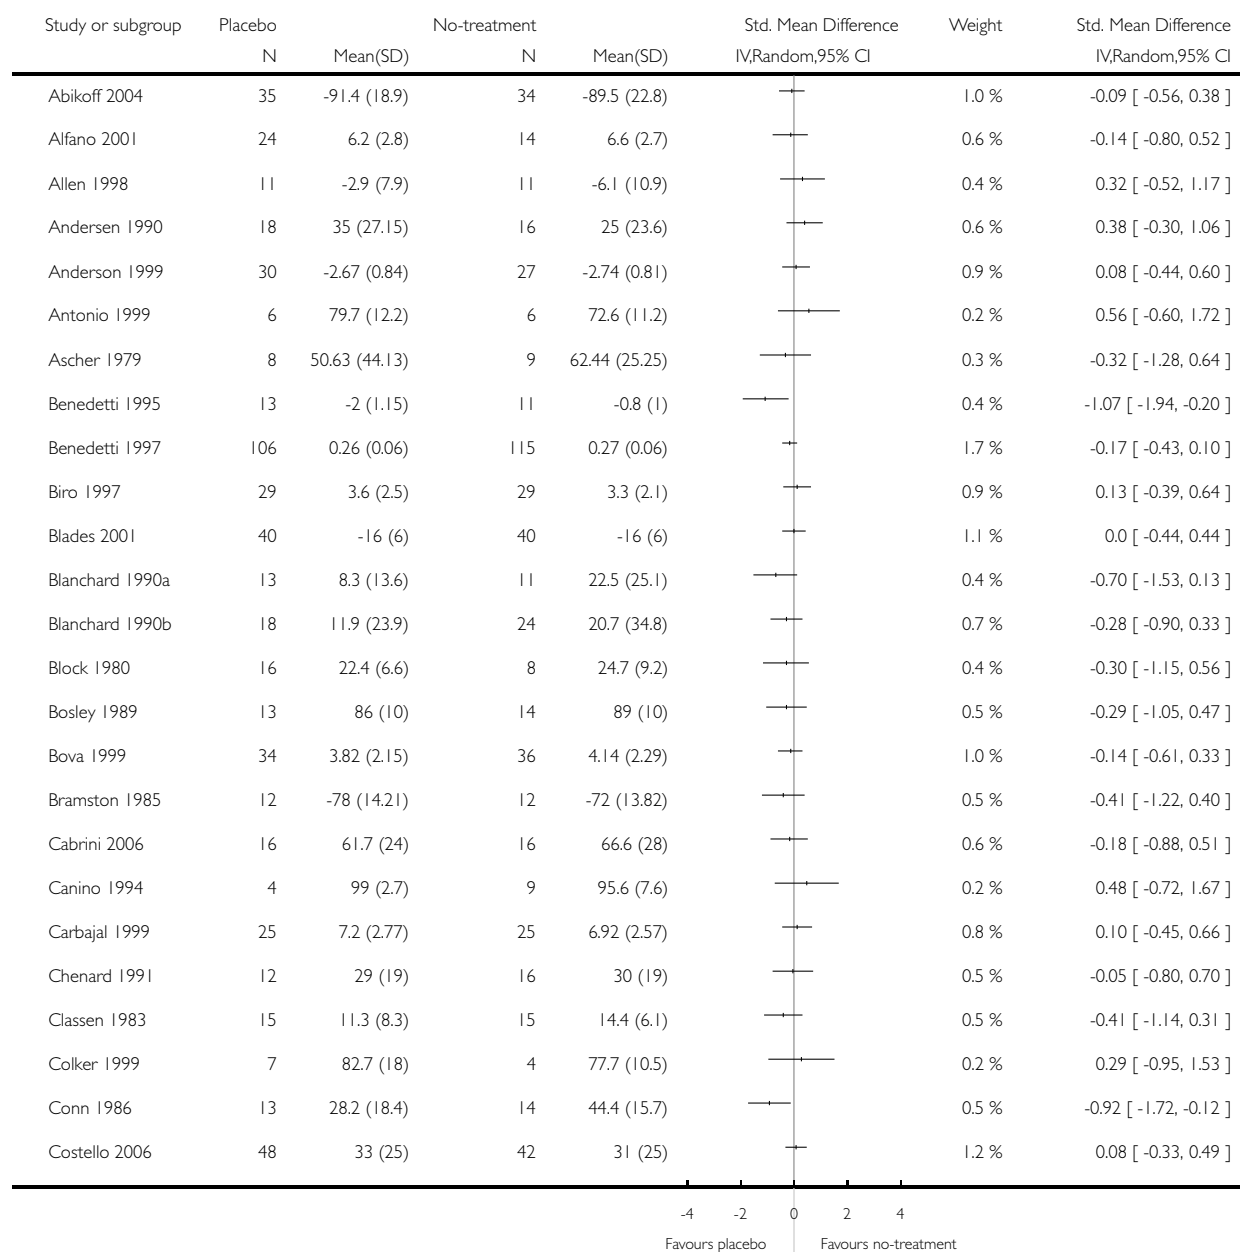 Study or subgroup Placebo No-treatment Std. Mean Difference Weight Std. Mean Difference
N Mean(SD) N Mean(SD) IV,Random,95% CI IV,Random,95% CI
Abikoff 2004 35 -91.4 (18.9) 34 -89.5 (22.8) 1.0 % -0.09 [ -0.56, 0.38 ]
Alfano 2001 24 6.2 (2.8) 14 6.6 (2.7) 0.6 % -0.14 [ -0.80, 0.52 ]
Allen 1998 11 -2.9 (7.9) 11 -6.1 (10.9) 0.4 % 0.32 [ -0.52, 1.17 ]
Andersen 1990 18 35 (27.15) 16 25 (23.6) 0.6 % 0.38 [ -0.30, 1.06 ]
Anderson 1999 30 -2.67 (0.84) 27 -2.74 (0.81) 0.9 % 0.08 [ -0.44, 0.60 ]
Antonio 1999 6 79.7 (12.2) 6 72.6 (11.2) 0.2 % 0.56 [ -0.60, 1.72 ]
Ascher 1979 8 50.63 (44.13) 9 62.44 (25.25) 0.3 % -0.32 [ -1.28, 0.64 ]
Benedetti 1995 13 -2 (1.15) 11 -0.8 (1) 0.4 % -1.07 [ -1.94, -0.20 ]
Benedetti 1997 106 0.26 (0.06) 115 0.27 (0.06) 1.7 % -0.17 [ -0.43, 0.10 ]
Biro 1997 29 3.6 (2.5) 29 3.3 (2.1) 0.9 % 0.13 [ -0.39, 0.64 ]
Blades 2001 40 -16 (6) 40 -16 (6) 1.1 % 0.0 [ -0.44, 0.44 ]
Blanchard 1990a 13 8.3 (13.6) 11 22.5 (25.1) 0.4 % -0.70 [ -1.53, 0.13 ]
Blanchard 1990b 18 11.9 (23.9) 24 20.7 (34.8) 0.7 % -0.28 [ -0.90, 0.33 ]
Block 1980 16 22.4 (6.6) 8 24.7 (9.2) 0.4 % -0.30 [ -1.15, 0.56 ]
Bosley 1989 13 86 (10) 14 89 (10) 0.5 % -0.29 [ -1.05, 0.47 ]
Bova 1999 34 3.82 (2.15) 36 4.14 (2.29) 1.0 % -0.14 [ -0.61, 0.33 ]
Bramston 1985 12 -78 (14.21) 12 -72 (13.82) 0.5 % -0.41 [ -1.22, 0.40 ]
Cabrini 2006 16 61.7 (24) 16 66.6 (28) 0.6 % -0.18 [ -0.88, 0.51 ]
Canino 1994 4 99 (2.7) 9 95.6 (7.6) 0.2 % 0.48 [ -0.72, 1.67 ]
Carbajal 1999 25 7.2 (2.77) 25 6.92 (2.57) 0.8 % 0.10 [ -0.45, 0.66 ]
Chenard 1991 12 29 (19) 16 30 (19) 0.5 % -0.05 [ -0.80, 0.70 ]
Classen 1983 15 11.3 (8.3) 15 14.4 (6.1) 0.5 % -0.41 [ -1.14, 0.31 ]
Colker 1999 7 82.7 (18) 4 77.7 (10.5) 0.2 % 0.29 [ -0.95, 1.53 ]
Conn 1986 13 28.2 (18.4) 14 44.4 (15.7) 0.5 % -0.92 [ -1.72, -0.12 ]
Costello 2006 48 33 (25) 42 31 (25) 1.2 % 0.08 [ -0.33, 0.49 ]
-4 -2 0 2 4
Favours placebo Favours no-treatment